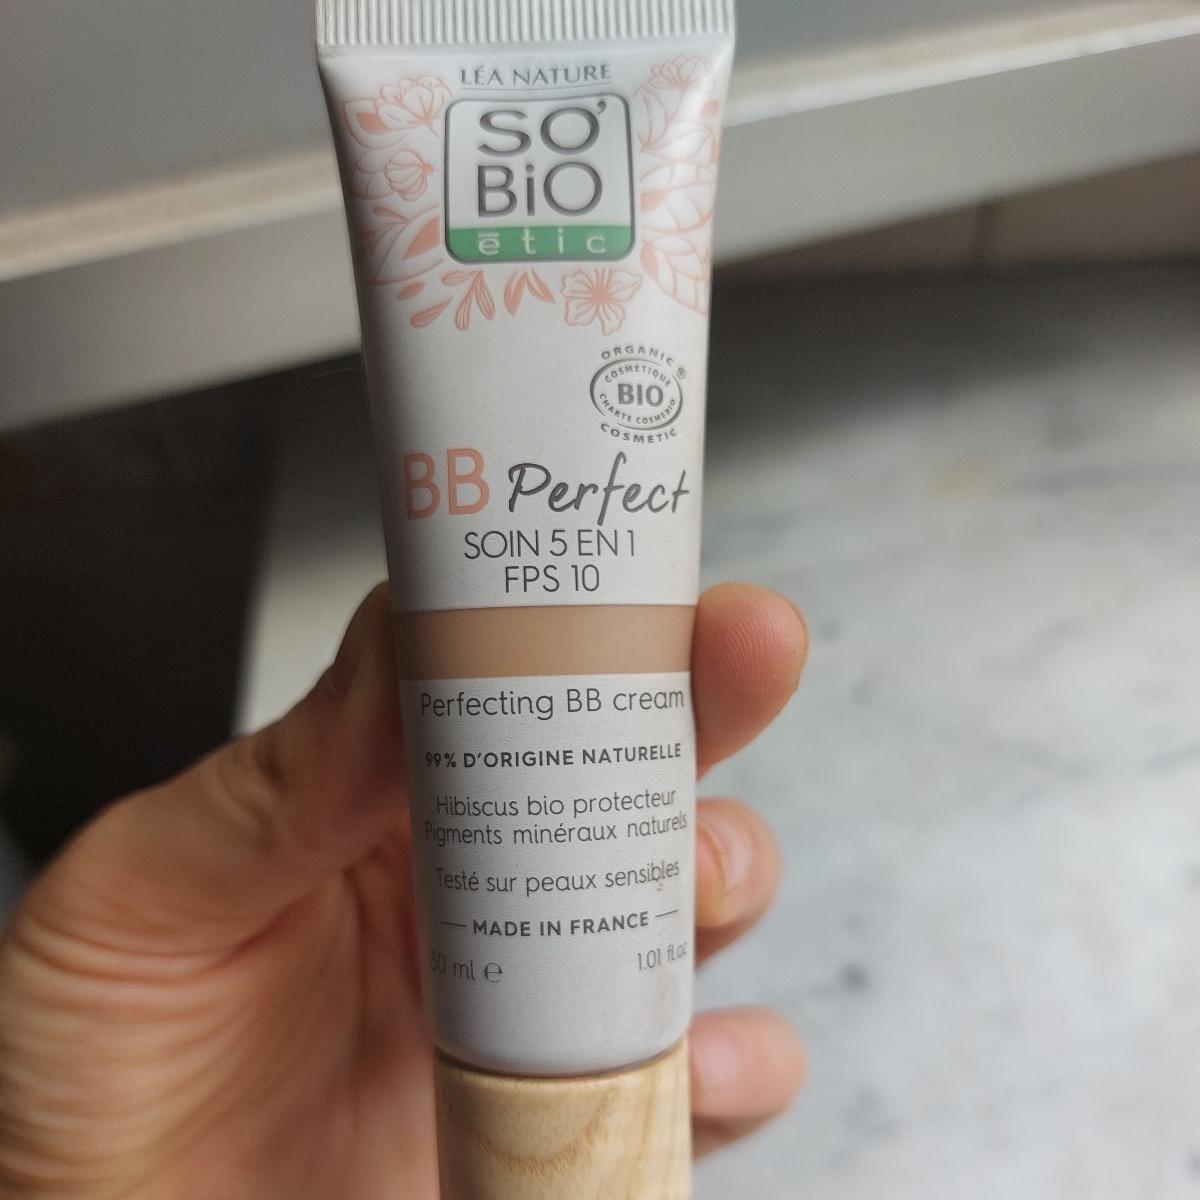 LÉA NATURE
SO'
BiO
ētic
ORGANIC
COSMETIQUE
BIO
CHARTE COSMEBIO
COSMETIC
®
BB Perfect
SOIN 5 EN 1
FPS 10
Perfecting BB cream
99% D'ORIGINE NATURELLE
Hibiscus bio protecteur
Pigments minéraux naturels
Testé sur peaux sensibles
MADE IN FRANCE
30 ml ℮ 1.01 fl.oz